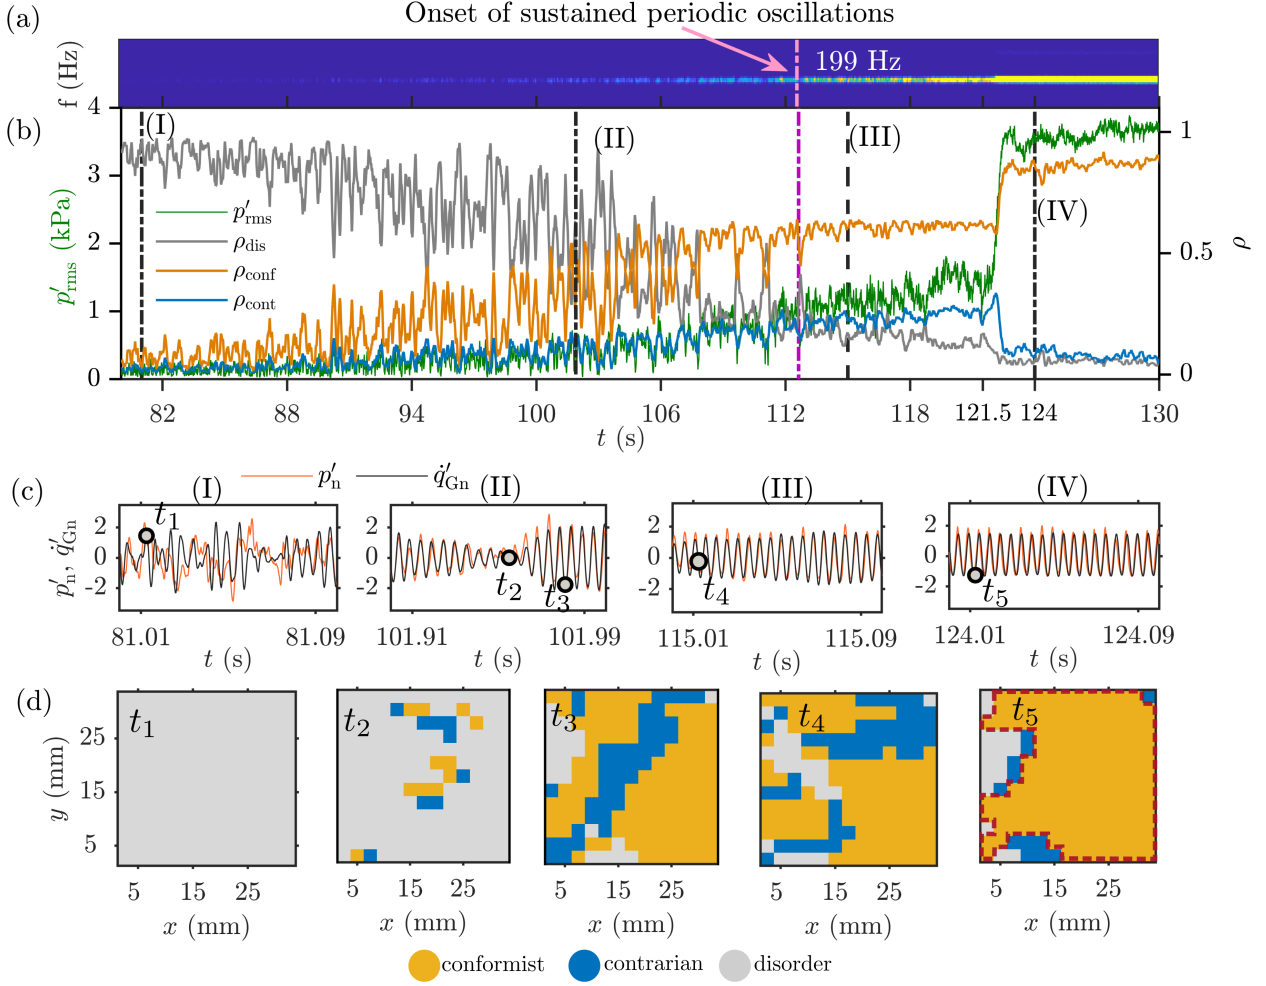 (a)
Onset of sustained periodic oscillations
f (Hz)
199 Hz
(b)
4
3
2
1
0
p′rms (kPa)
(I)
(II)
(III)
(IV)
p′rms
ρdis
ρconf
ρcont
1
0.5
0
ρ
82 88 94 100 106 112 118 121.5 124 130
t (s)
(c)
p′n
q̇′Gn
(I) (II) (III) (IV)
p′n, q̇′Gn
2
0
-2
t1
81.01 81.09
t (s)
2
0
-2
t2
t3
101.91 101.99
t (s)
2
0
-2
t4
115.01 115.09
t (s)
2
0
-2
t5
124.01 124.09
t (s)
(d)
y (mm)
25
15
5
t1
t2
t3
t4
t5
5 15 25
5 15 25
5 15 25
5 15 25
5 15 25
x (mm)
x (mm)
x (mm)
x (mm)
x (mm)
conformist contrarian disorder